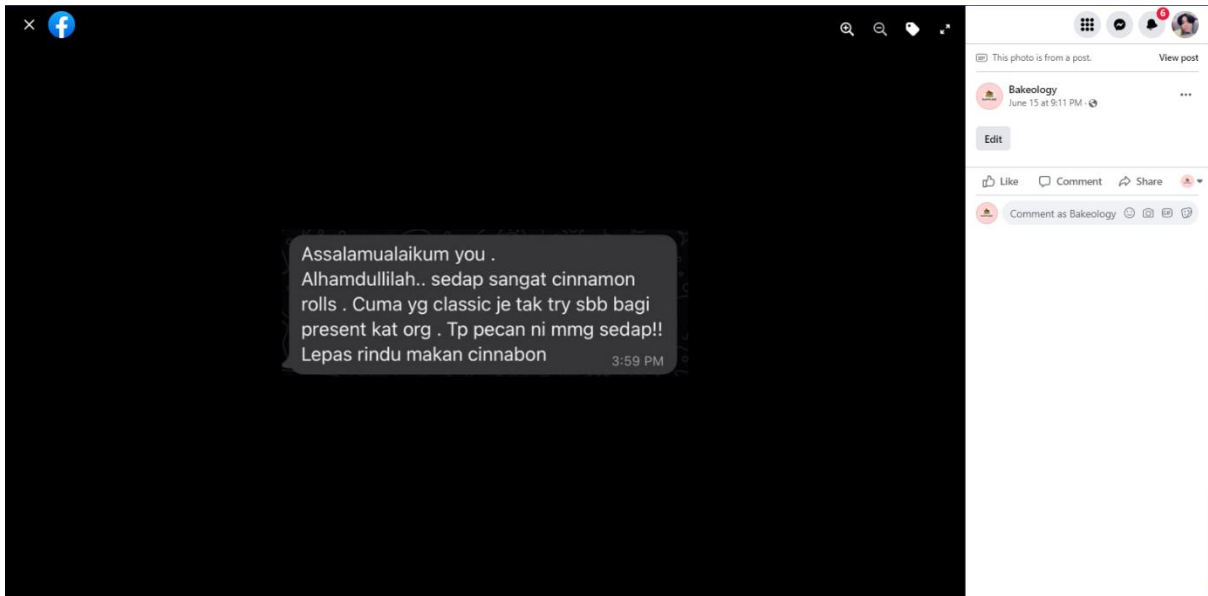 6
This photo is from a post.
View post
Bakeology
June 15 at 9:11 PM
Edit
Like Comment Share
Comment as Bakeology
Assalamualaikum you .
Alhamdullilah.. sedap sangat cinnamon
rolls . Cuma yg classic je tak try sbb bagi
present kat org . Tp pecan ni mmg sedap!!
Lepas rindu makan cinnabon
3:59 PM